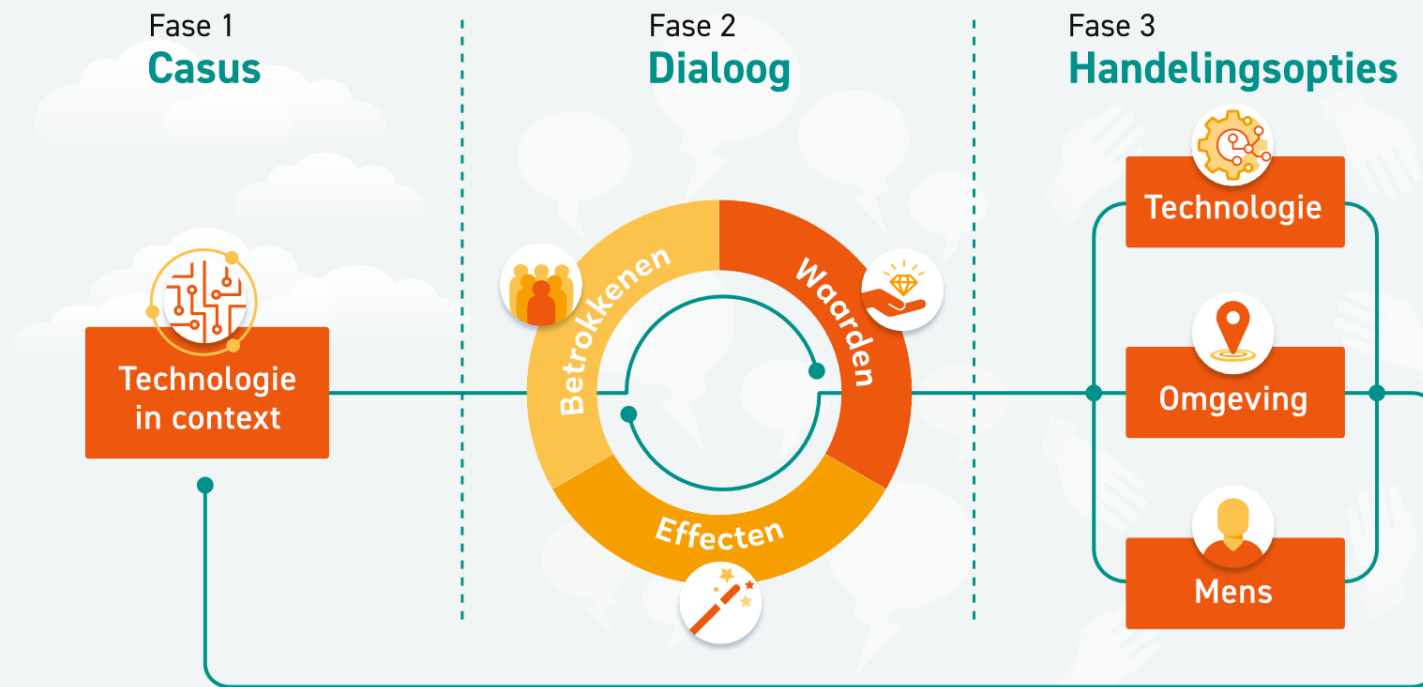 Fase 1
Casus
Technologie
in context
Fase 2
Dialoog
Betrokkenen
Waarden
Effecten
Fase 3
Handelingsopties
Technologie
Omgeving
Mens